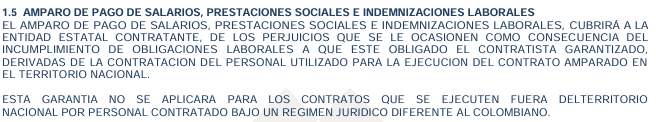 1.5 AMPARO DE PAGO DE SALARIOS, PRESTACIONES SOCIALES E INDEMNIZACIONES LABORALES
EL AMPARO DE PAGO DE SALARIOS, PRESTACIONES SOCIALES E INDEMNIZACIONES LABORALES, CUBRIRÁ A LA
ENTIDAD ESTATAL CONTRATANTE, DE LOS PERJUICIOS QUE SE LE OCASIONEN COMO CONSECUENCIA DEL
INCUMPLIMIENTO DE OBLIGACIONES LABORALES A QUE ESTE OBLIGADO EL CONTRATISTA GARANTIZADO,
DERIVADAS DE LA CONTRATACION DEL PERSONAL UTILIZADO PARA LA EJECUCION DEL CONTRATO AMPARADO EN
EL TERRITORIO NACIONAL.
ESTA GARANTIA NO SE APLICARA PARA LOS CONTRATOS QUE SE EJECUTEN FUERA DELTERRITORIO
NACIONAL POR PERSONAL CONTRATADO BAJO UN REGIMEN JURIDICO DIFERENTE AL COLOMBIANO.